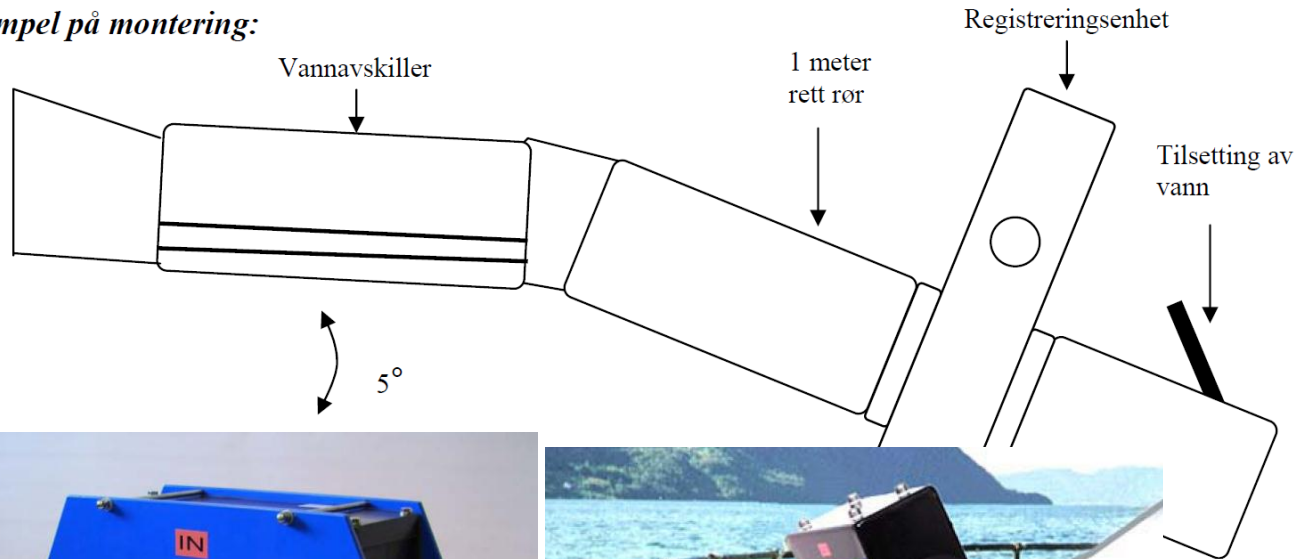 mpel på montering:
Registreringsenhet
Vannavskiller
1 meter
rett rør
Tilsetting av
vann
5°
IN